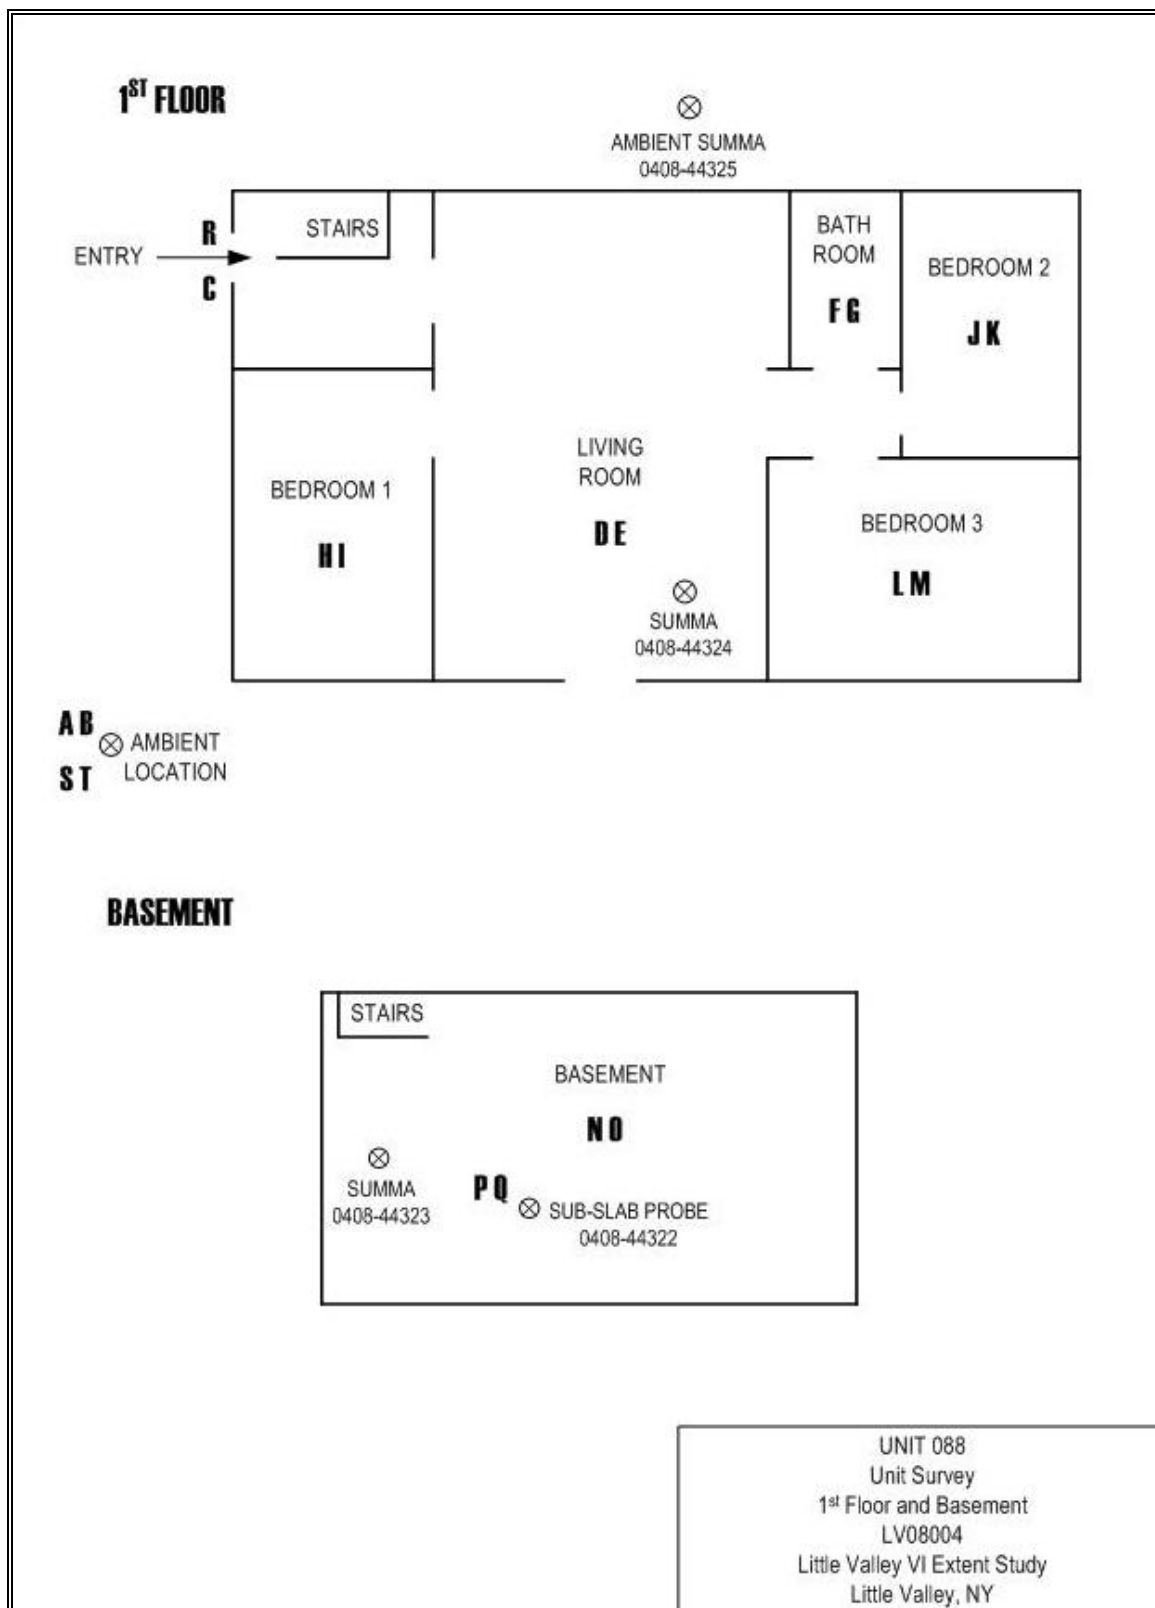 1ST FLOOR
AMBIENT SUMMA
0408-44325
R
ENTRY
C
STAIRS
BATH
ROOM
F G
BEDROOM 2
J K
LIVING
ROOM
D E
BEDROOM 1
H I
BEDROOM 3
L M
SUMMA
0408-44324
A B
AMBIENT
LOCATION
S T
BASEMENT
STAIRS
BASEMENT
N O
SUMMA
0408-44323
P Q
SUB-SLAB PROBE
0408-44322
UNIT 088
Unit Survey
1st Floor and Basement
LV08004
Little Valley VI Extent Study
Little Valley, NY